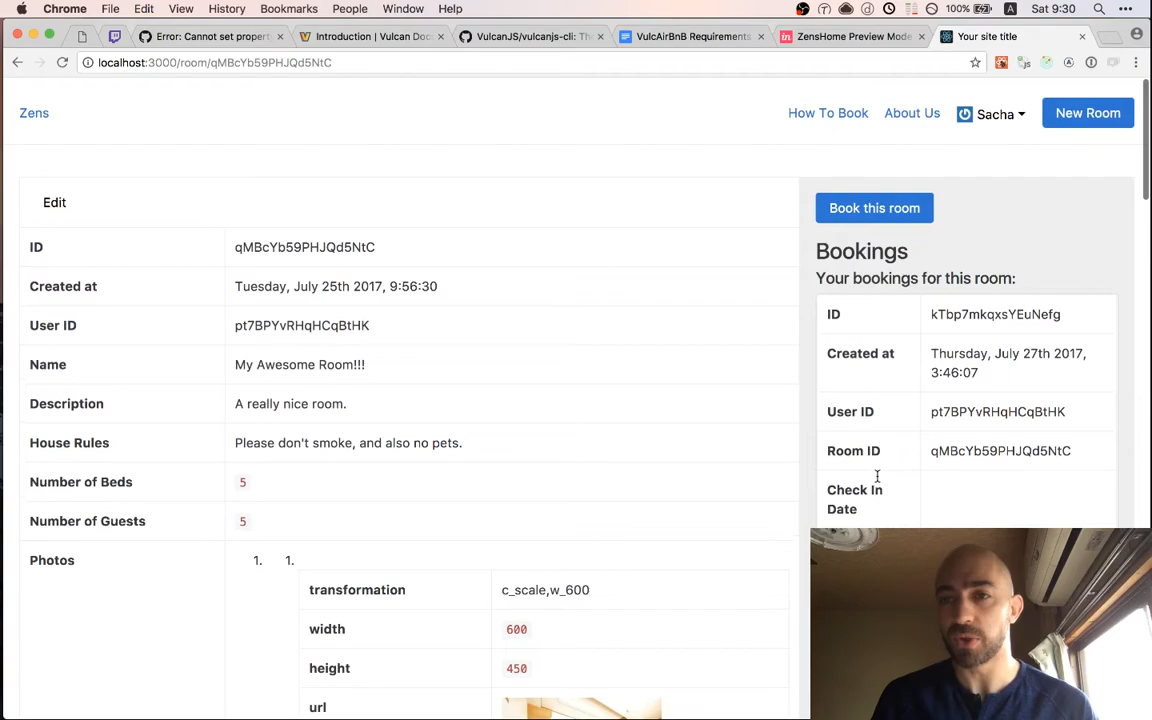 Chrome File Edit View History Bookmarks People Window Help 100% A Sat 9:30
Error: Cannot set propert
Introduction | Vulcan Doc
VulcanJS/vulcanjs-cli: The
VulcAirBnB Requirements
in ZensHome Preview Mode
Your site title
localhost:3000/room/qMBcYb59PHJQd5NtC
Zens How To Book About Us Sacha New Room
Edit
ID qMBcYb59PHJQd5NtC
Created at Tuesday, July 25th 2017, 9:56:30
User ID pt7BPYvRHqHCqBtHK
Name My Awesome Room!!!
Description A really nice room.
House Rules Please don't smoke, and also no pets.
Number of Beds 5
Number of Guests 5
Photos 1. 1.
transformation c_scale,w_600
width 600
height 450
url
Book this room
Bookings
Your bookings for this room:
ID kTbp7mkqxsYEuNefg
Created at Thursday, July 27th 2017,
3:46:07
User ID pt7BPYvRHqHCqBtHK
Room ID qMBcYb59PHJQd5NtC
Check In
Date